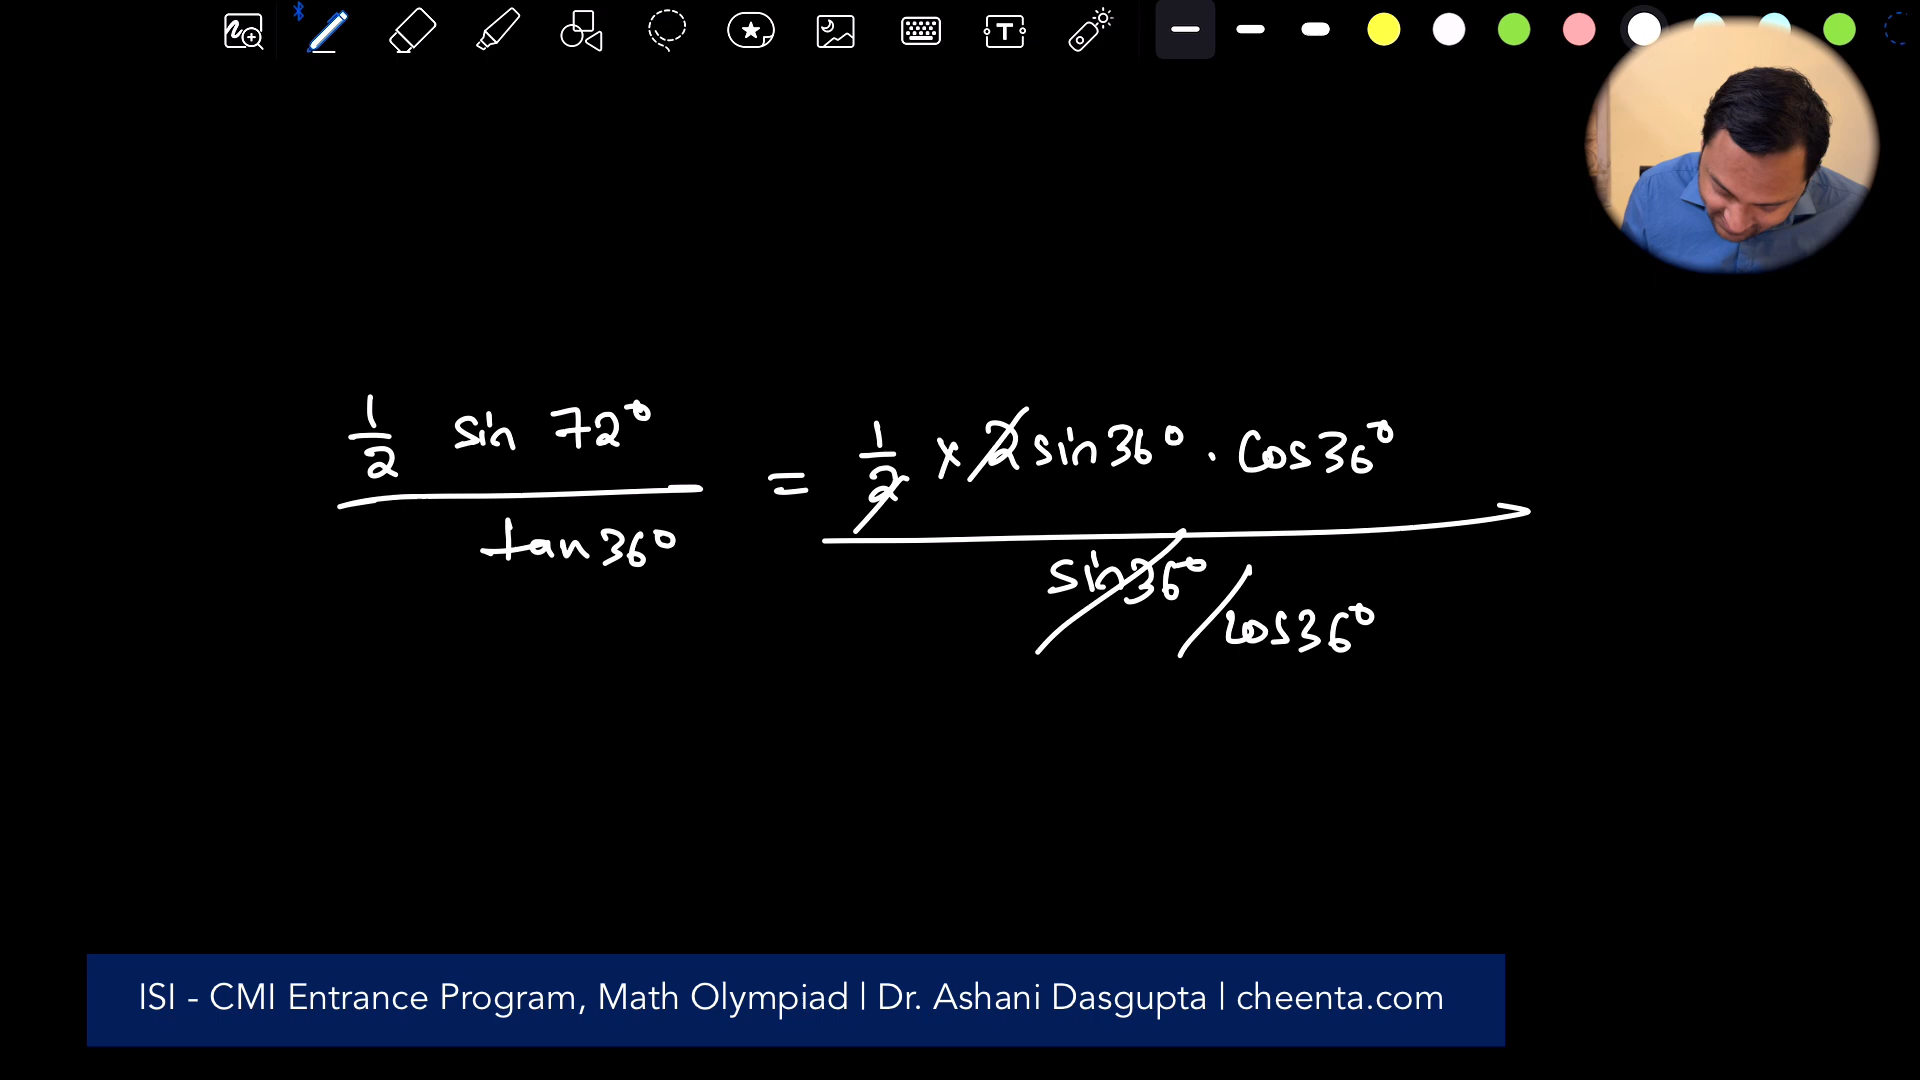 1/2 sin 72° / tan 36° = 1/2 × 2 sin 36° . cos 36° / sin 36° / cos 36°
ISI - CMI Entrance Program, Math Olympiad | Dr. Ashani Dasgupta | cheenta.com